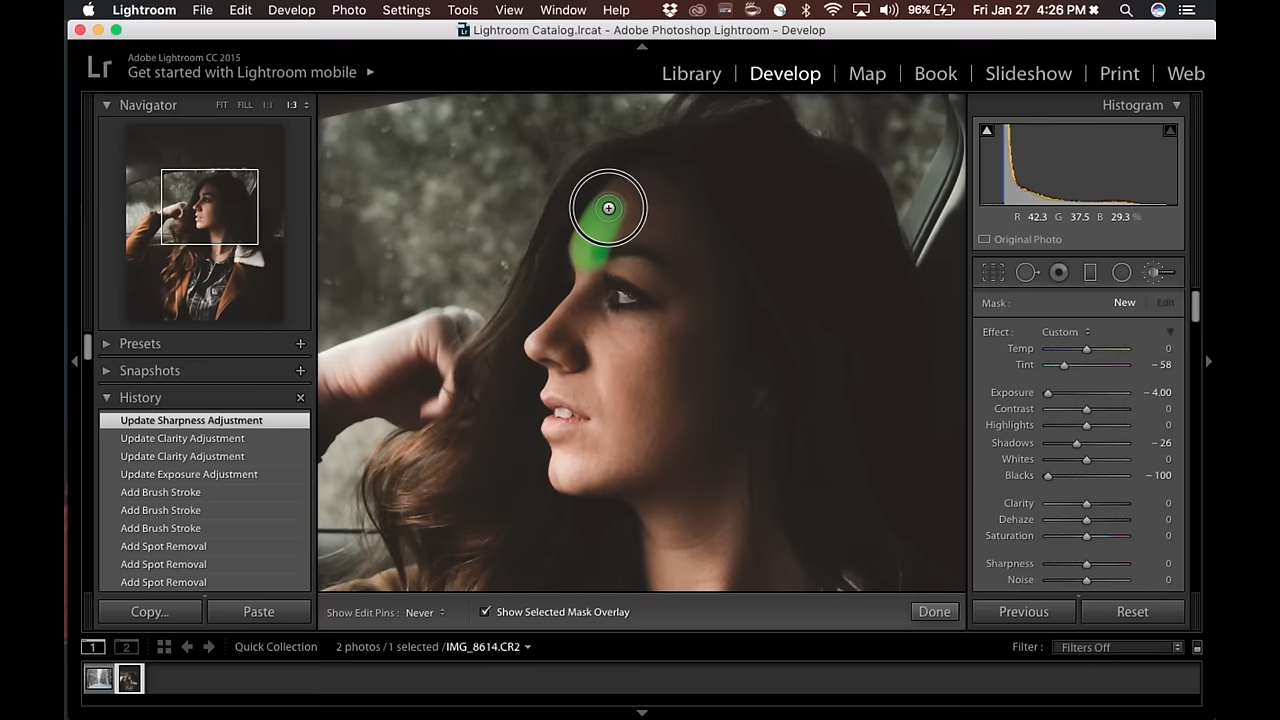 Lightroom File Edit Develop Photo Settings Tools View Window Help 96% Fri Jan 27 4:26 PM
Lightroom Catalog.lrcat - Adobe Photoshop Lightroom - Develop
Lr Adobe Lightroom CC 2015
Get started with Lightroom mobile
Library | Develop | Map | Book | Slideshow | Print | Web
Navigator FIT FILL 1:1 1:3
Presets
Snapshots
History
Update Sharpness Adjustment
Update Clarity Adjustment
Update Clarity Adjustment
Update Exposure Adjustment
Add Brush Stroke
Add Brush Stroke
Add Brush Stroke
Add Spot Removal
Add Spot Removal
Add Spot Removal
Copy... Paste
Show Edit Pins : Never Show Selected Mask Overlay Done
Histogram
R 42.3 G 37.5 B 29.3 %
Original Photo
Mask : New Edit
Effect : Custom
Temp 0
Tint – 58
Exposure – 4.00
Contrast 0
Highlights 0
Shadows – 26
Whites 0
Blacks – 100
Clarity 0
Dehaze 0
Saturation 0
Sharpness 0
Noise 0
Previous Reset
1 2 Quick Collection 2 photos / 1 selected / IMG_8614.CR2 Filter : Filters Off